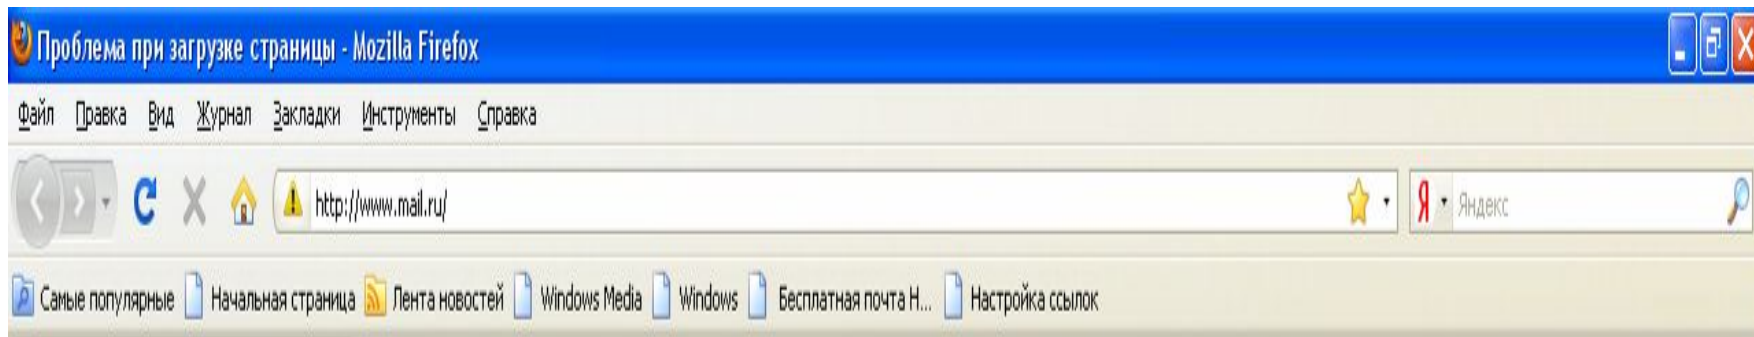 Проблема при загрузке страницы - Mozilla Firefox
Файл Правка Вид Журнал Закладки Инструменты Справка
http://www.mail.ru/ Я Яндекс
Самые популярные Начальная страница Лента новостей Windows Media Windows Бесплатная почта H... Настройка ссылок